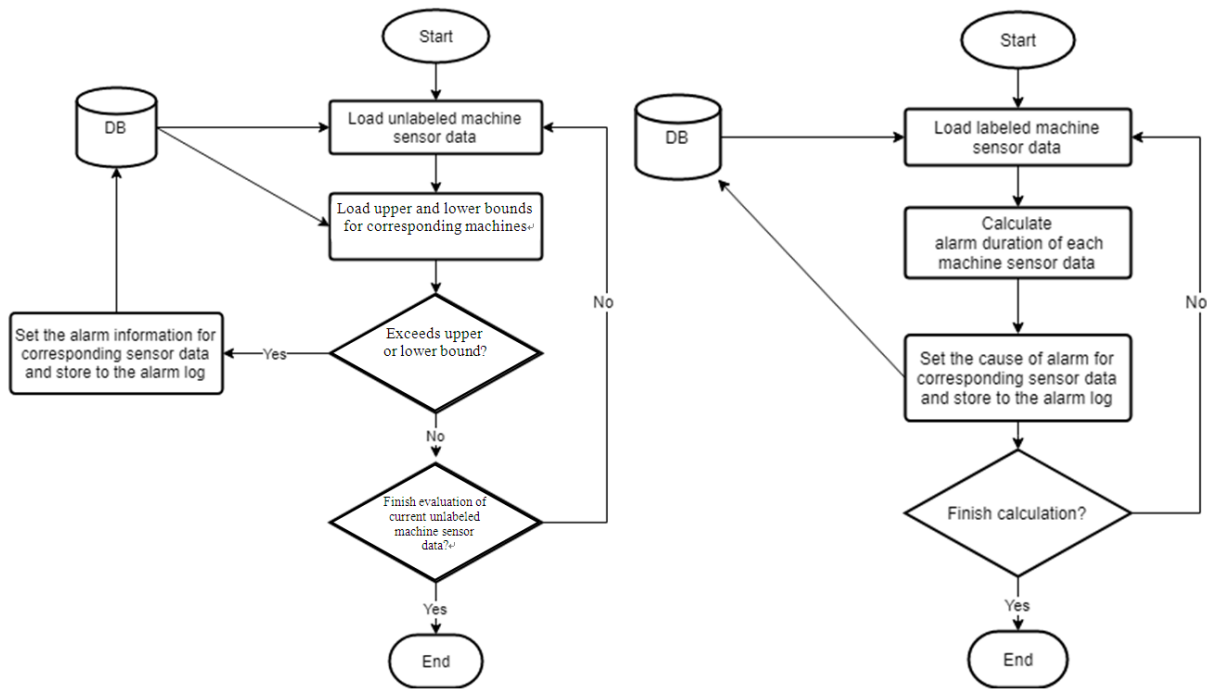 Start
DB
Load unlabeled machine
sensor data
Load upper and lower bounds
for corresponding machines↵
Exceeds upper
or lower bound?
Yes
Set the alarm information for
corresponding sensor data
and store to the alarm log
No
No
Finish evaluation of
current unlabeled
machine sensor
data?↵
Yes
End
Start
DB
Load labeled machine
sensor data
Calculate
alarm duration of each
machine sensor data
Set the cause of alarm for
corresponding sensor data
and store to the alarm log
No
Finish calculation?
Yes
End